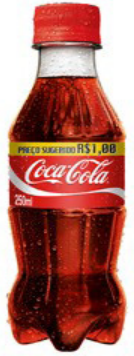 PREÇO SUGERIDO R$1,00
Coca-Cola
250ml